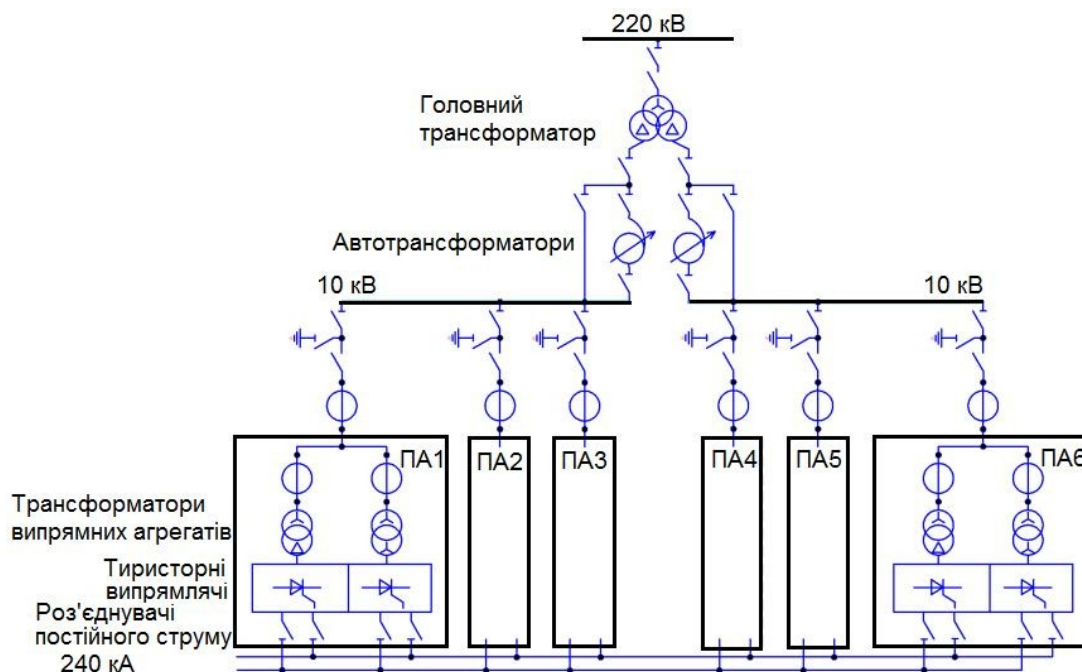 220 кВ
Головний
трансформатор
Автотрансформатори
10 кВ
10 кВ
ПА1
ПА2
ПА3
ПА4
ПА5
ПА6
Трансформатори
випрямних агрегатів
Тиристорні
випрямлячі
Роз'єднувачі
постійного струму
240 кА